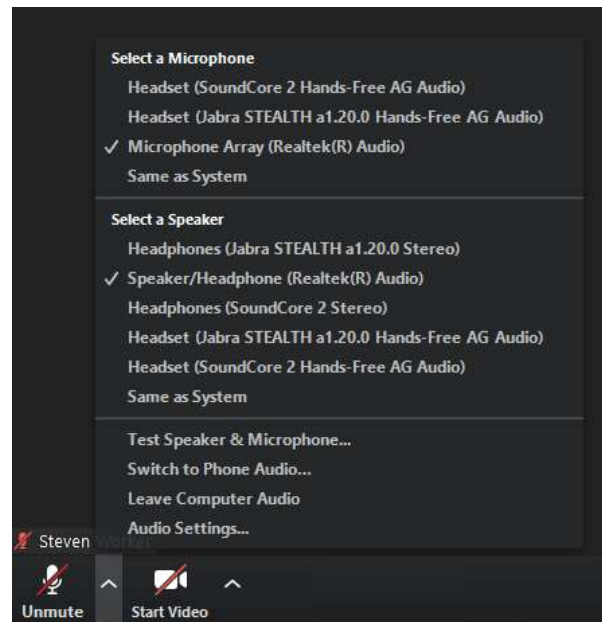 Select a Microphone
Headset (SoundCore 2 Hands-Free AG Audio)
Headset (Jabra STEALTH a1.20.0 Hands-Free AG Audio)
✓ Microphone Array (Realtek(R) Audio)
Same as System
Select a Speaker
Headphones (Jabra STEALTH a1.20.0 Stereo)
✓ Speaker/Headphone (Realtek(R) Audio)
Headphones (SoundCore 2 Stereo)
Headset (Jabra STEALTH a1.20.0 Hands-Free AG Audio)
Headset (SoundCore 2 Hands-Free AG Audio)
Same as System
Test Speaker & Microphone...
Switch to Phone Audio...
Leave Computer Audio
Audio Settings...
Steven
Unmute Start Video